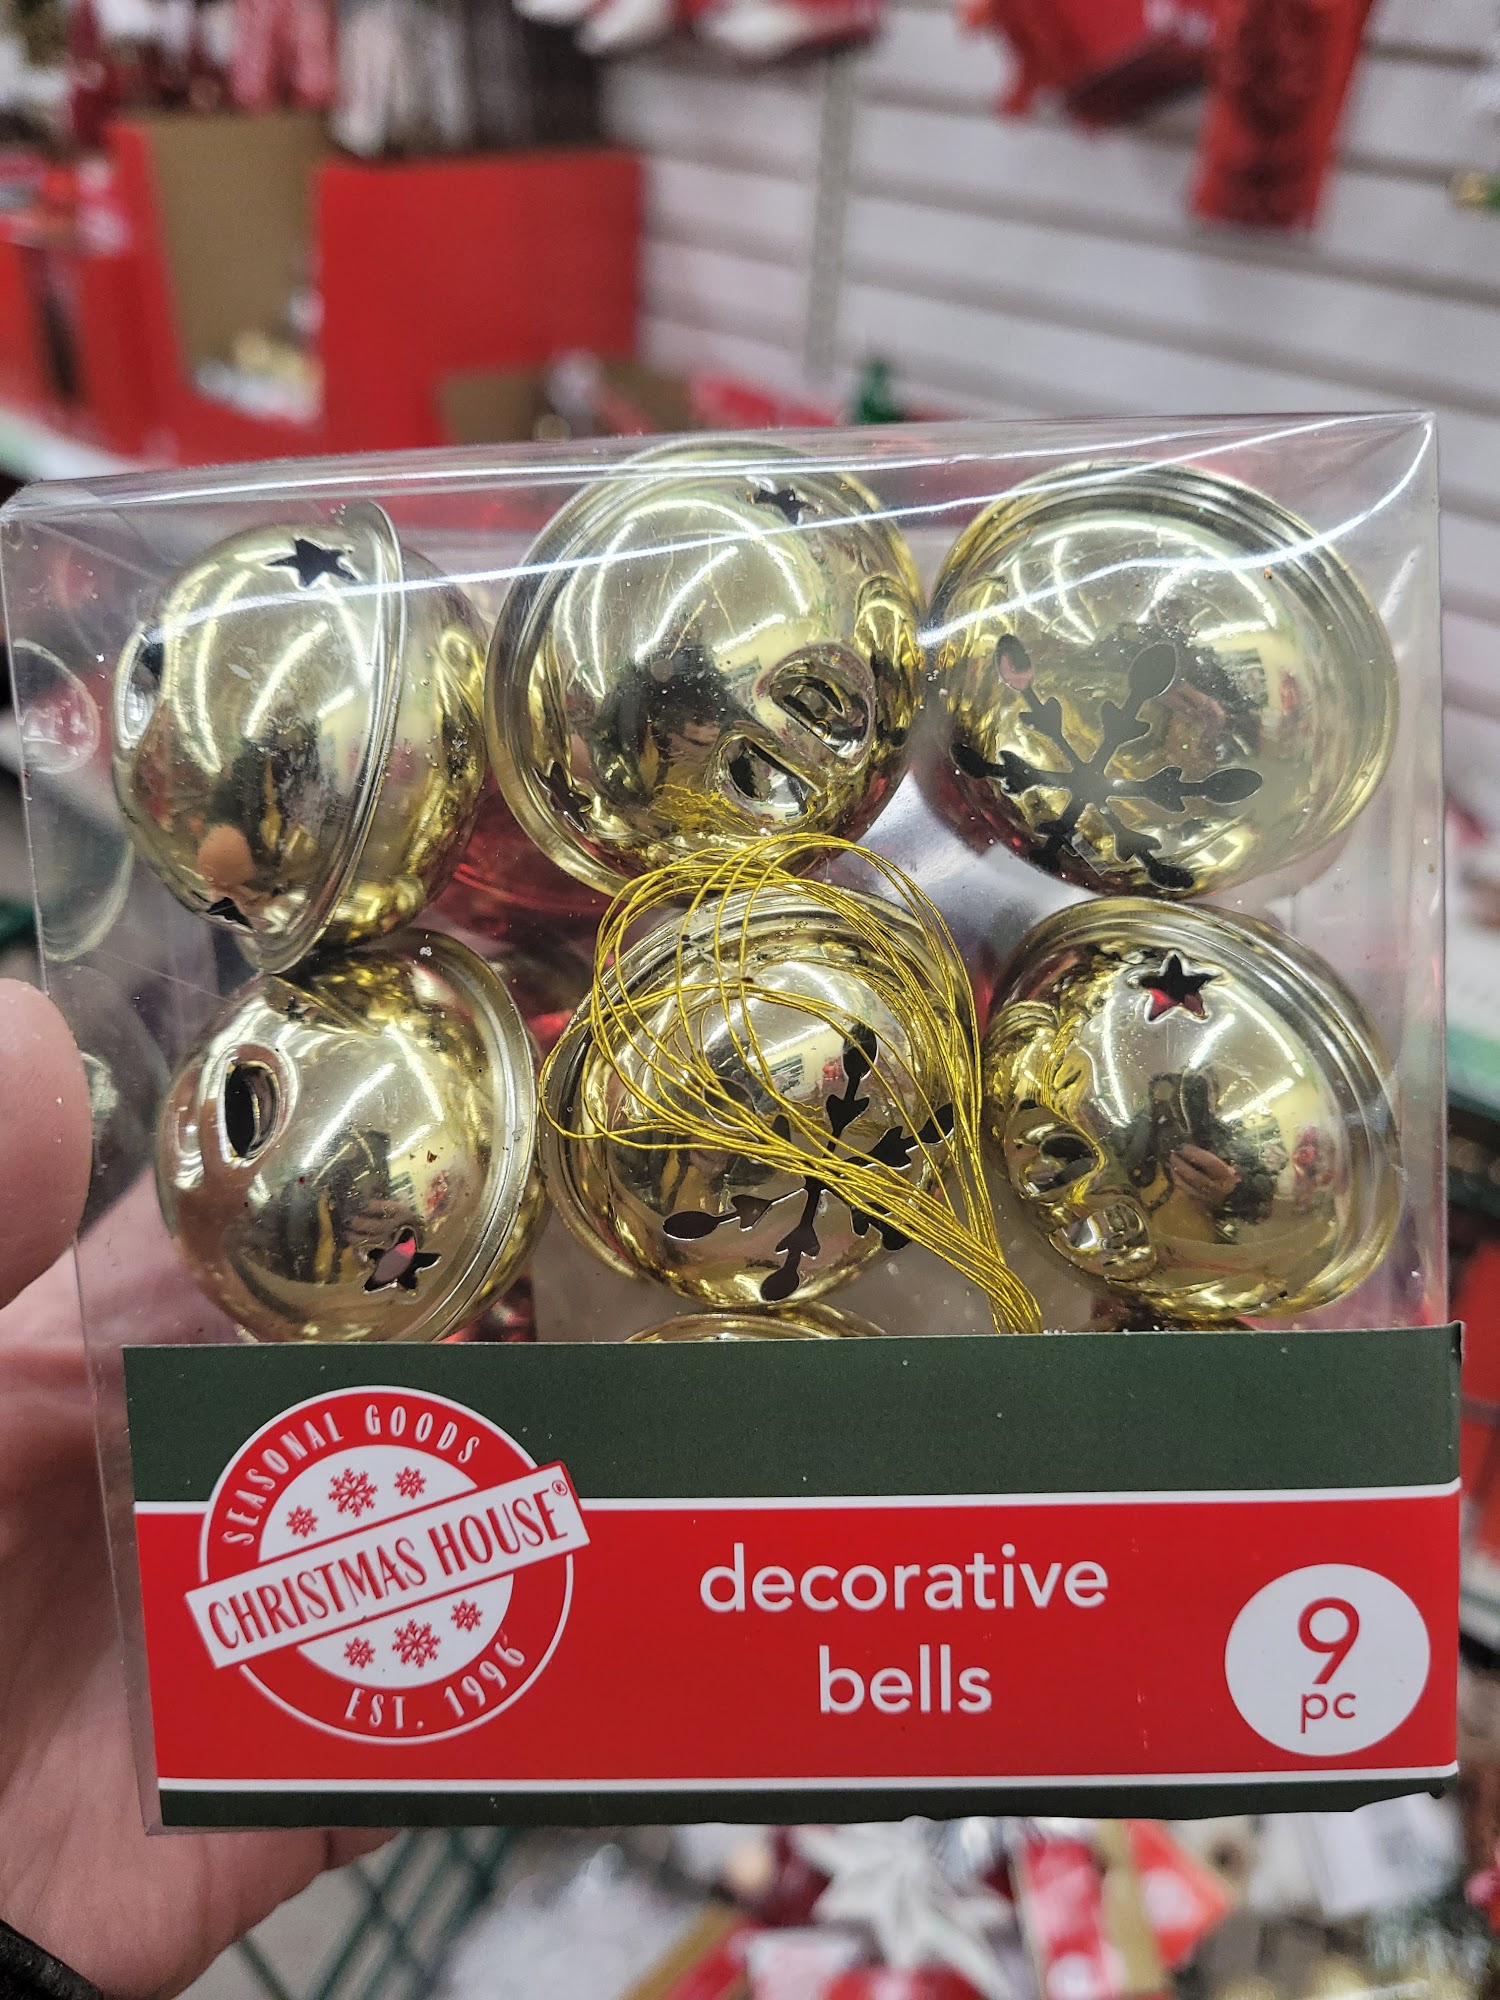 SEASONAL GOODS
CHRISTMAS HOUSE®
EST. 1996
decorative
bells
9
pc